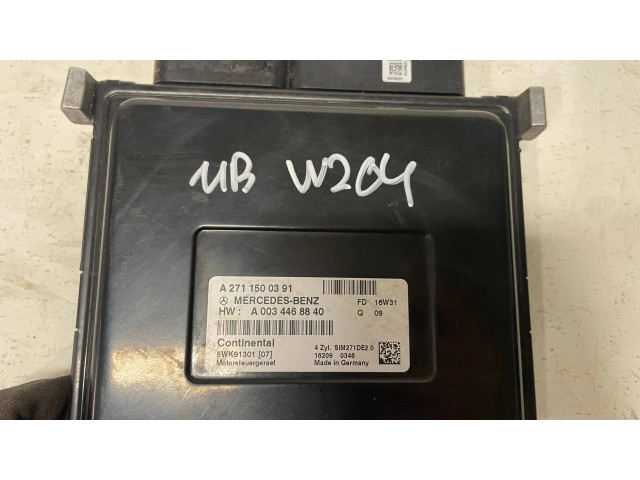 MB W204
A 271 150 03 91
MERCEDES-BENZ
FD 16W31
HW : A 003 446 88 40
Q 09
Continental
5WK91301 [07]
4 Zyl. SIM271DE2.0
16209 0346
Motorsteuergeraet
Made in Germany